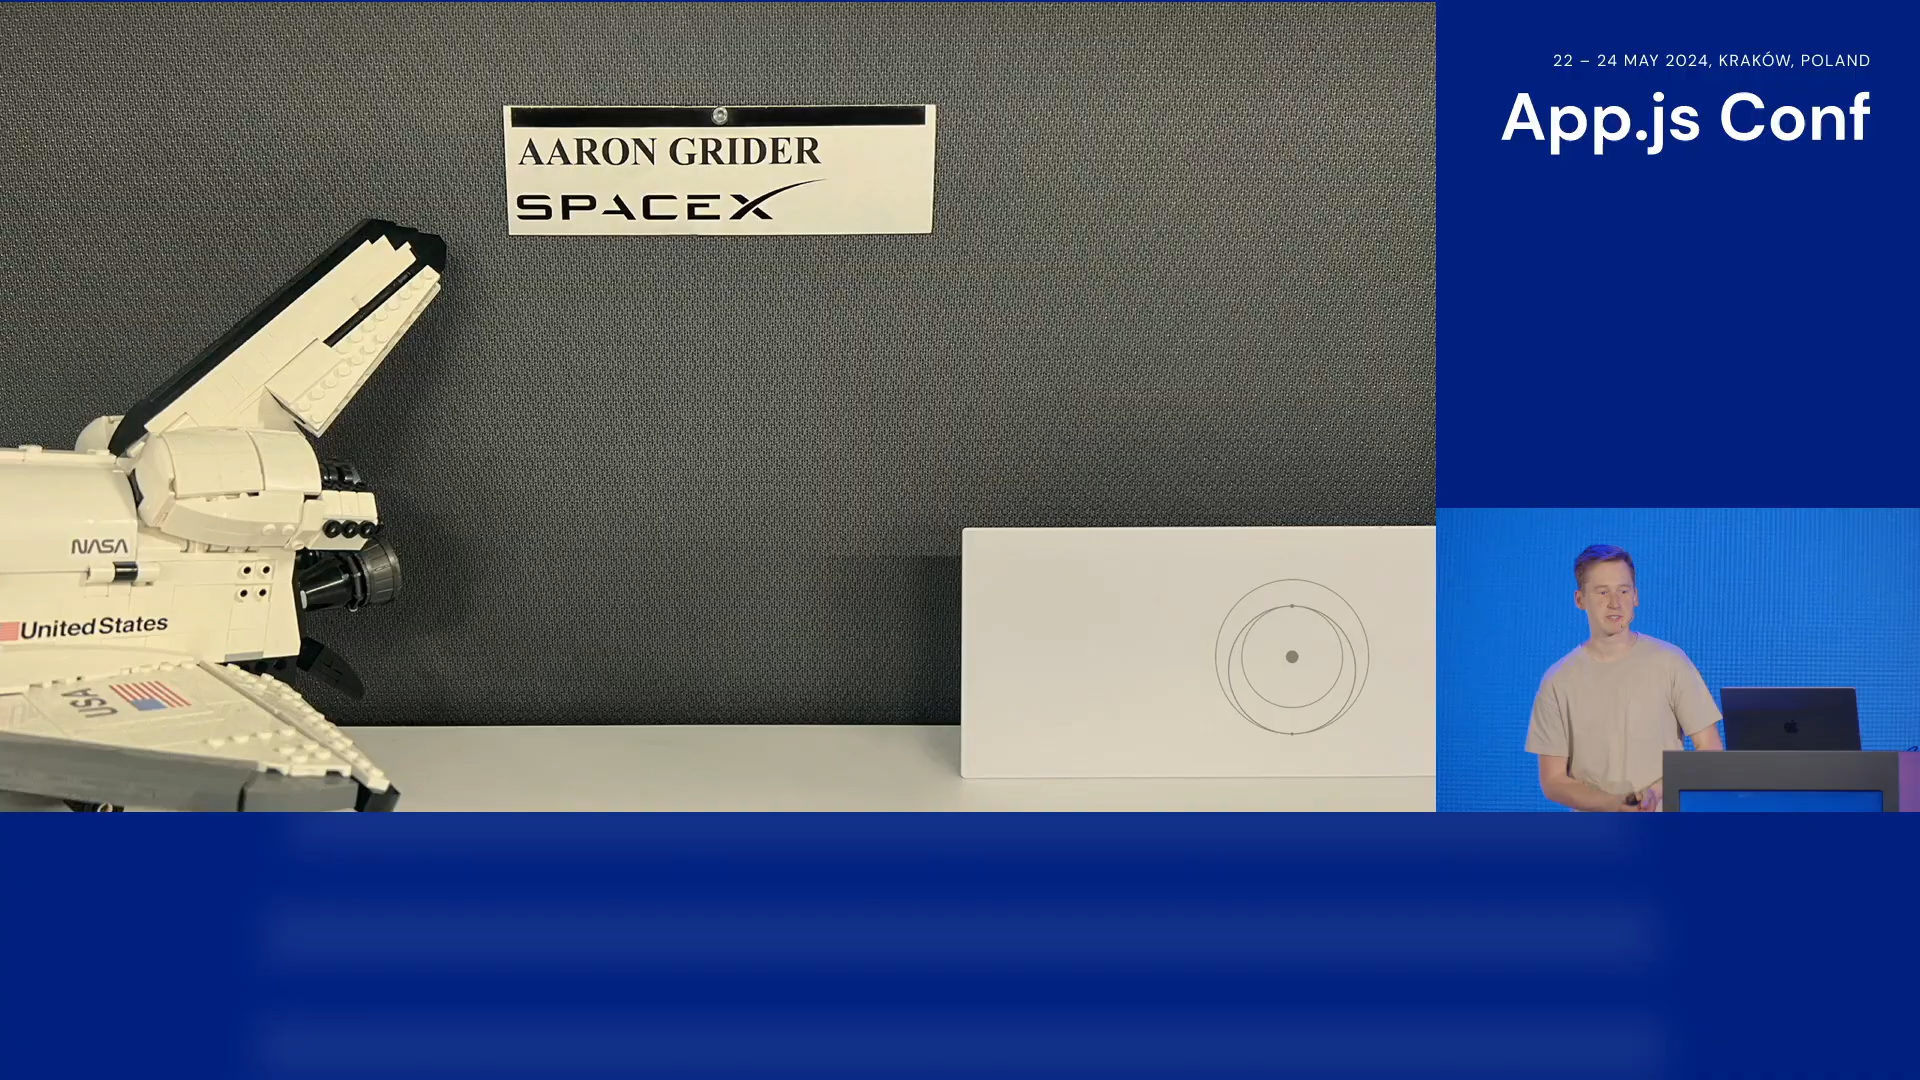 22 – 24 MAY 2024, KRAKÓW, POLAND
App.js Conf
AARON GRIDER
SPACEX
NASA
United States
USA